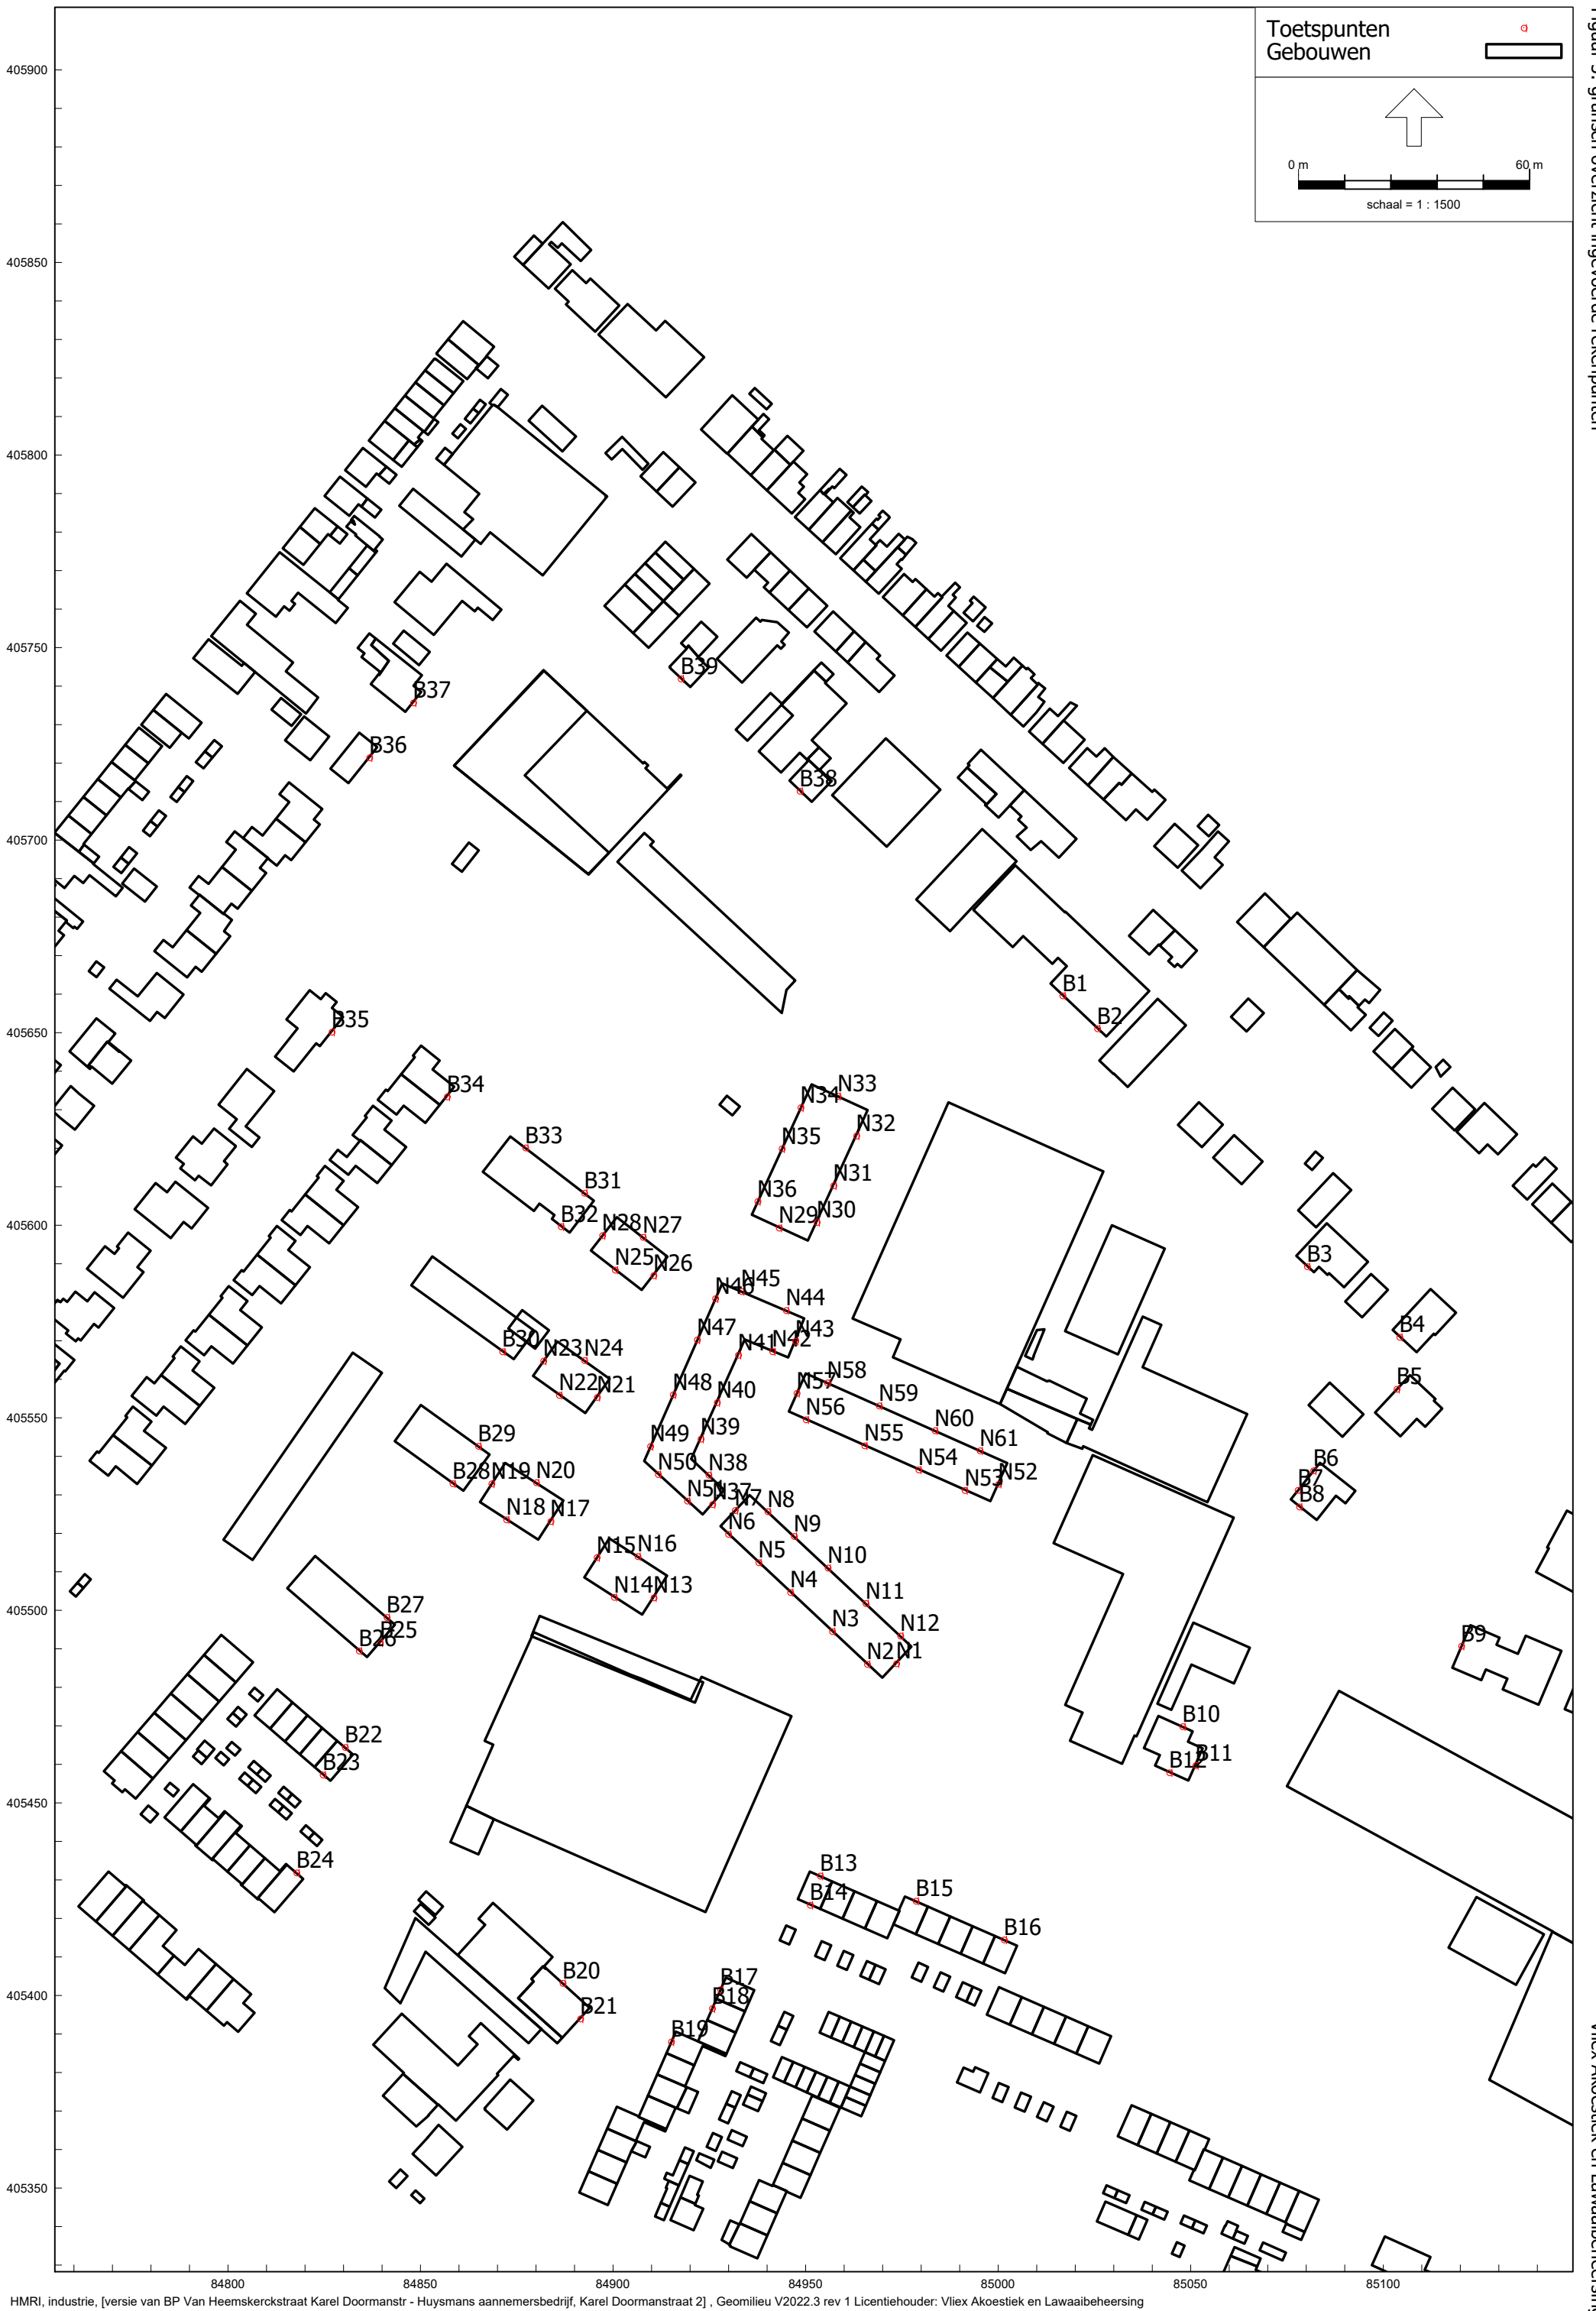 Toetspunten
Gebouwen
0 m 60 m
schaal = 1 : 1500
405900
405850
405800
405750
B39
B37
B36
B38
405700
B1
B2
B35
405650
B34
N33
N34
N32
B33
N35
B31
N31
N36
B32
N28 N27
N29 N30
405600
N25 N26
B3
N46 N45
N44
B4
N47
N41 N42 N43
B30 N23 N24
N22 N21
N48
N57 N58
B5
N40
N59
N56
405550
N39
N60
B29
N49
N55
N61
B28 N19 N20
N50 N38
N54
N53 N52
B6
B7
B8
N18 N17
N51 N37 N7 N8
N6 N9
N15 N16
N5 N10
N14 N13
N4 N11
405500
B27
B25
B26
N3 N12
N2 N1
B9
B22
B23
B10
B12 B11
405450
B24
B13
B14
B15
B16
B20
B17
B18
405400
B21
B19
405350
84800 84850 84900 84950 85000 85050 85100
HMRI, industrie, [versie van BP Van Heemskerckstraat Karel Doormanstr - Huysmans aannemersbedrijf, Karel Doormanstraat 2] , Geomilieu V2022.3 rev 1 Licentiehouder: Vliex Akoestiek en Lawaaibeheersing